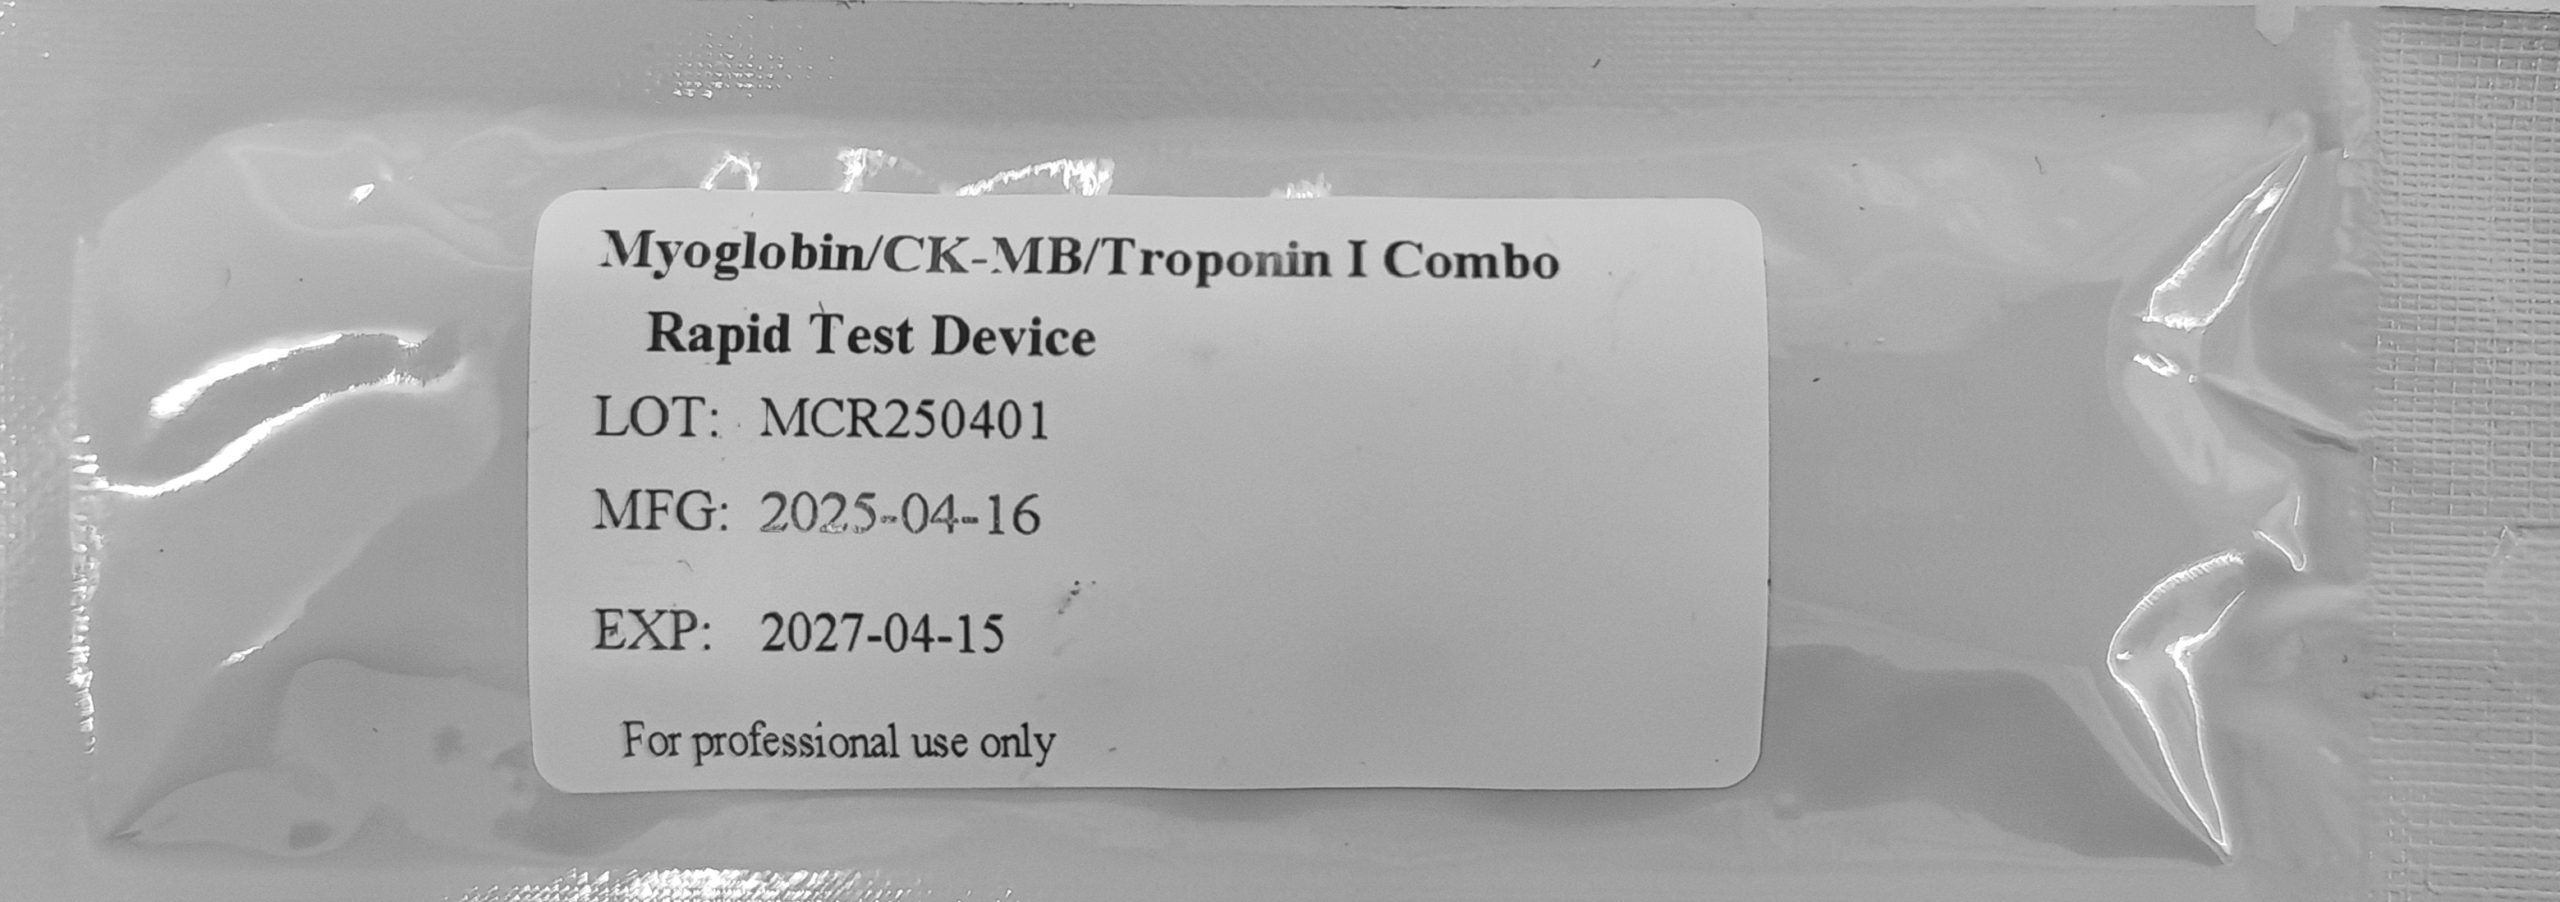 Myoglobin/CK-MB/Troponin I Combo
Rapid Test Device
LOT: MCR250401
MFG: 2025-04-16
EXP: 2027-04-15
For professional use only